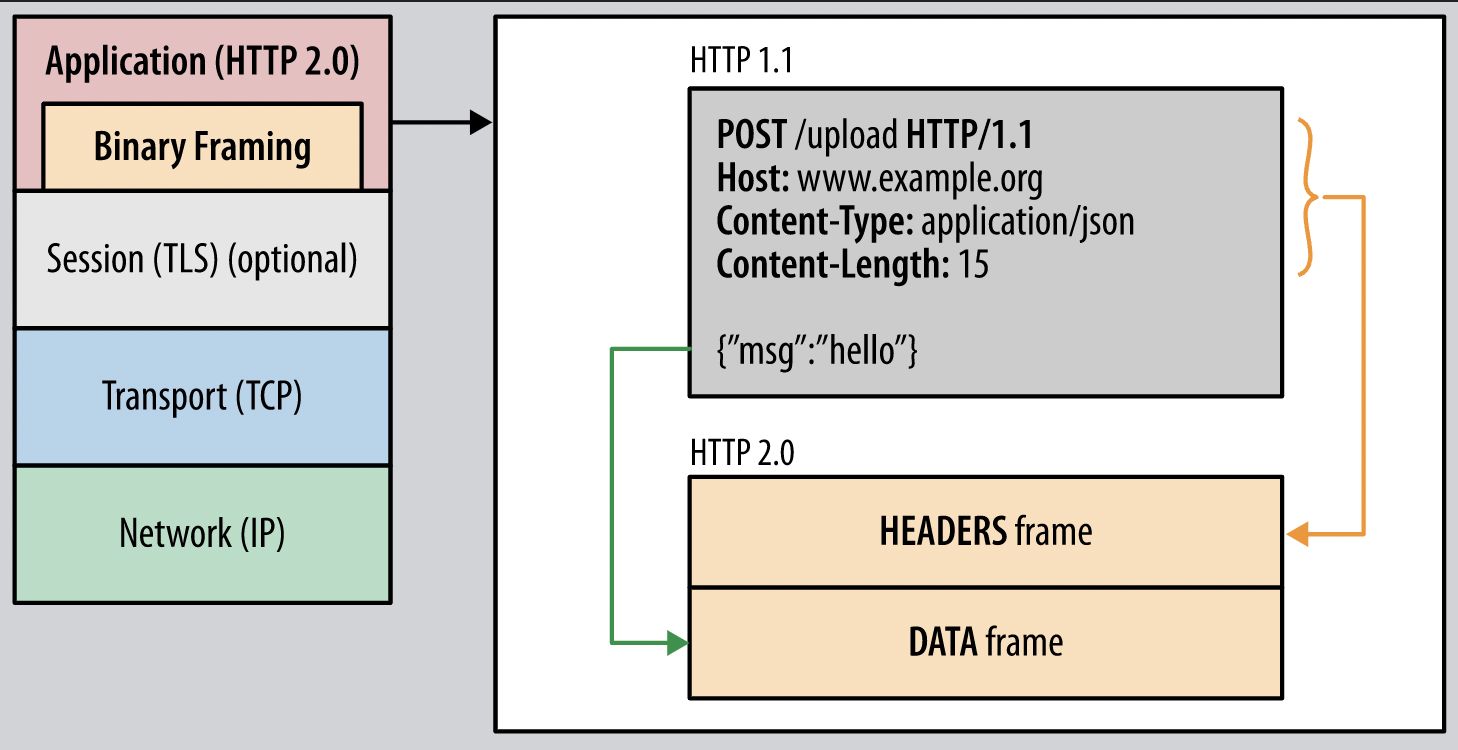 Application (HTTP 2.0)
Binary Framing
Session (TLS) (optional)
Transport (TCP)
Network (IP)
HTTP 1.1
POST /upload HTTP/1.1
Host: www.example.org
Content-Type: application/json
Content-Length: 15
{”msg”:”hello”}
HTTP 2.0
HEADERS frame
DATA frame